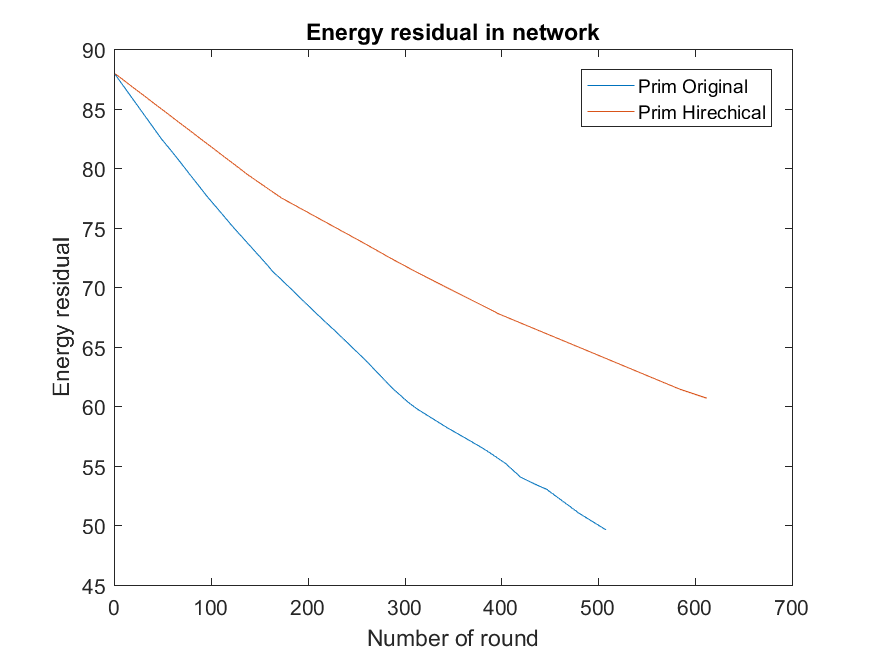 Energy residual in network
90
85
80
75
70
65
60
55
50
45
Energy residual
Prim Original
Prim Hirechical
0 100 200 300 400 500 600 700
Number of round